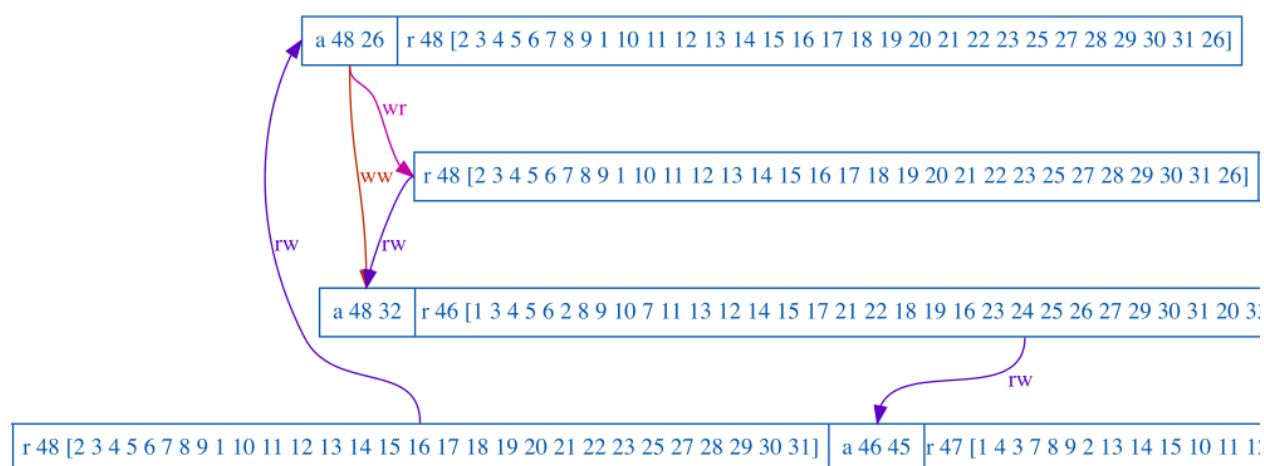 a 48 26 r 48 [2 3 4 5 6 7 8 9 1 10 11 12 13 14 15 16 17 18 19 20 21 22 23 25 27 28 29 30 31 26]
wr
r 48 [2 3 4 5 6 7 8 9 1 10 11 12 13 14 15 16 17 18 19 20 21 22 23 25 27 28 29 30 31 26]
ww
rw rw
a 48 32 r 46 [1 3 4 5 6 2 8 9 10 7 11 13 12 14 15 17 21 22 18 19 16 23 24 25 26 27 29 30 31 20
rw
r 48 [2 3 4 5 6 7 8 9 1 10 11 12 13 14 15 16 17 18 19 20 21 22 23 25 27 28 29 30 31] a 46 45 r 47 [1 4 3 7 8 9 2 13 14 15 10 11